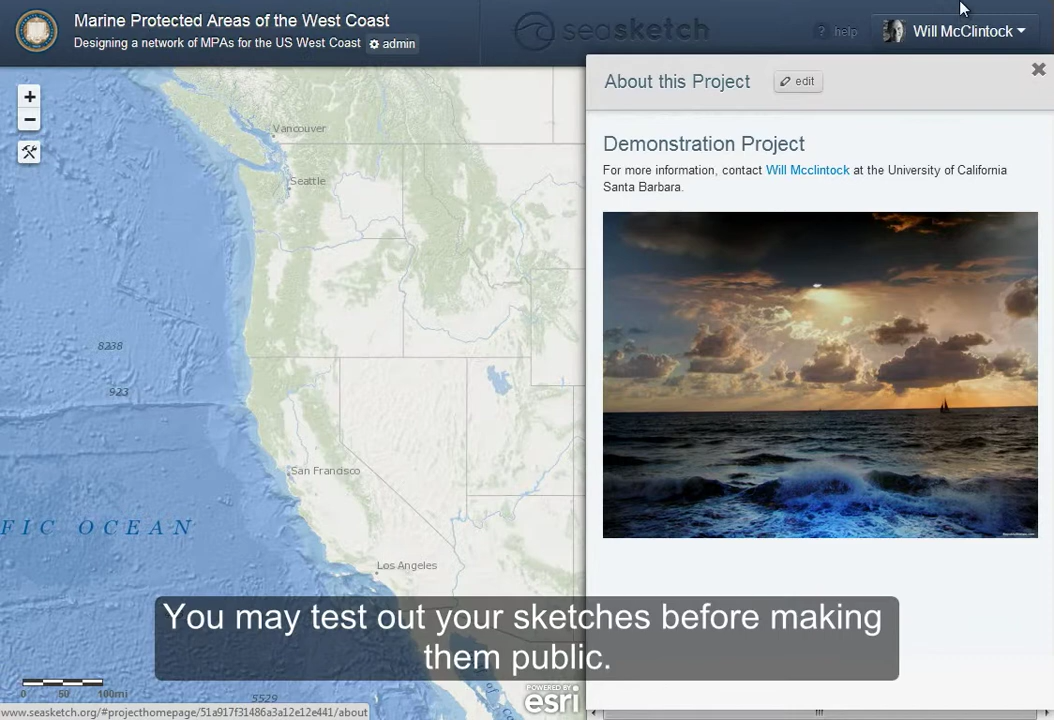 Marine Protected Areas of the West Coast
Designing a network of MPAs for the US West Coast admin
seasketch
? help
Will McClintock
About this Project
edit
Demonstration Project
For more information, contact Will Mcclintock at the University of California
Santa Barbara.
+
−
Vancouver
Seattle
8238
923
San Francisco
FIC OCEAN
Los Angeles
You may test out your sketches before making
them public.
0 50 100mi
5529
POWERED BY
esri
www.seasketch.org/#projecthomepage/51a917f31486a3a12e12e441/about